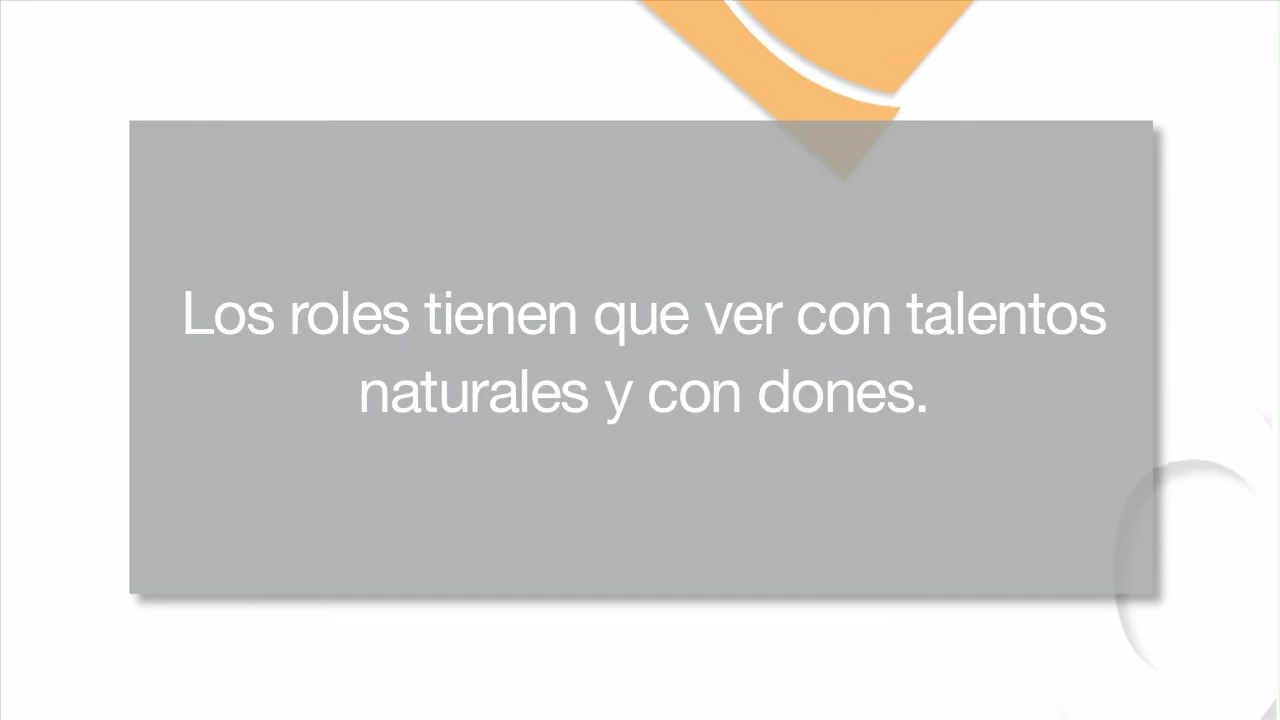 Los roles tienen que ver con talentos
naturales y con dones.